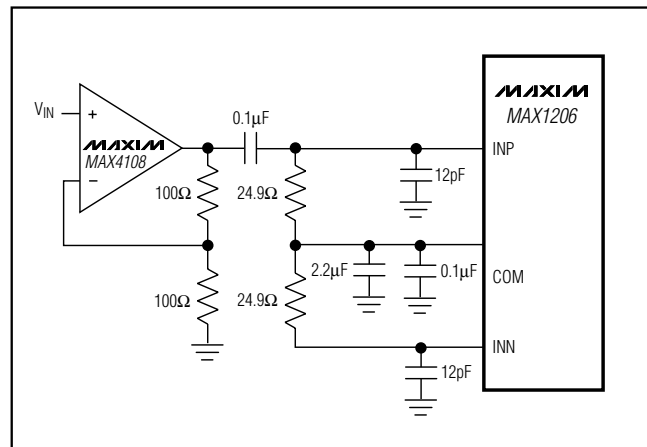 MAXIM
MAX1206
V_IN
+
MAXIM
MAX4108
−
0.1μF
INP
12pF
100Ω
24.9Ω
2.2μF
0.1μF
COM
100Ω
24.9Ω
INN
12pF